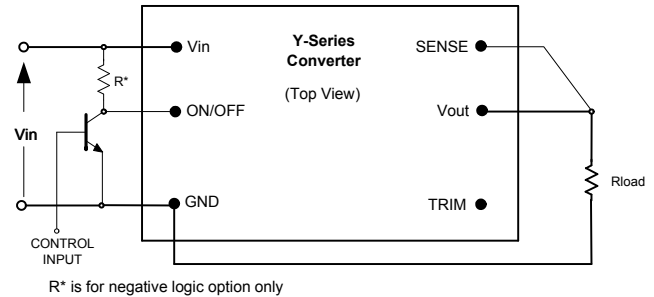 Y-Series
Converter
(Top View)
Vin
SENSE
R*
ON/OFF
Vout
Vin
Rload
GND
TRIM
CONTROL
INPUT
R* is for negative logic option only